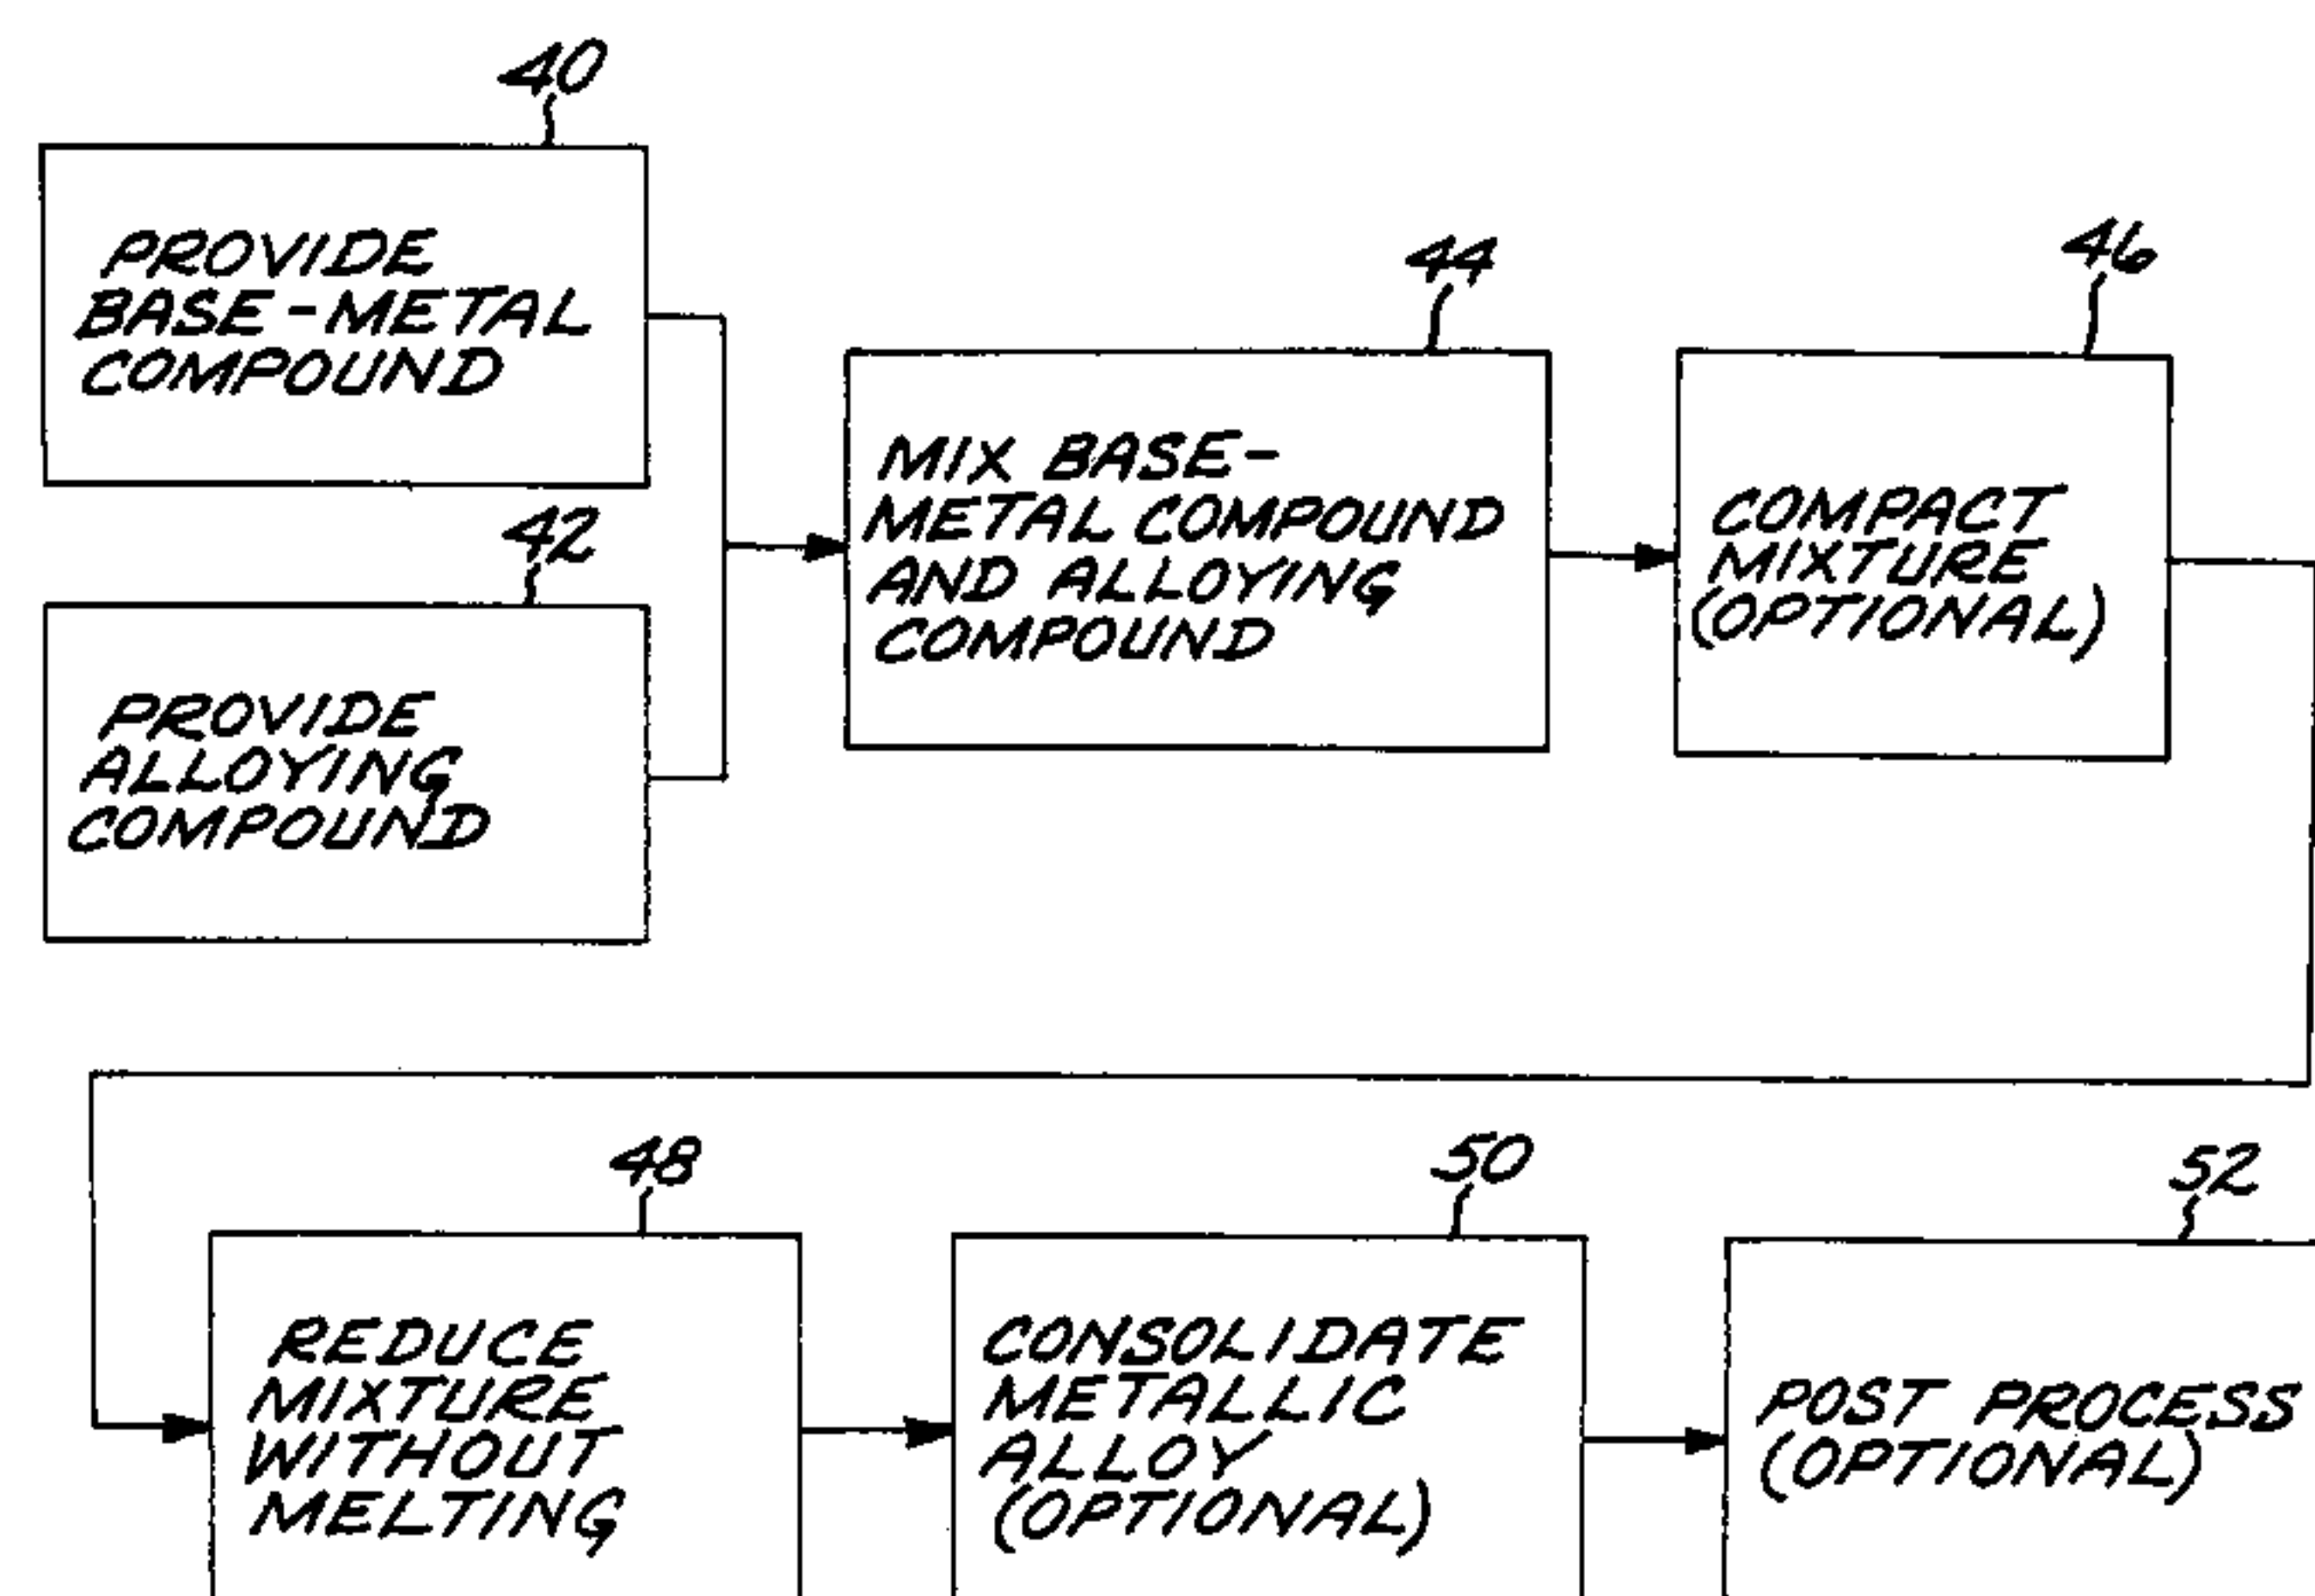 40
PROVIDE
BASE-METAL
COMPOUND
42
PROVIDE
ALLOYING
COMPOUND
44
MIX BASE-
METAL COMPOUND
AND ALLOYING
COMPOUND
46
COMPACT
MIXTURE
(OPTIONAL)
48
REDUCE
MIXTURE
WITHOUT
MELTING
50
CONSOLIDATE
METALLIC
ALLOY
(OPTIONAL)
52
POST PROCESS
(OPTIONAL)